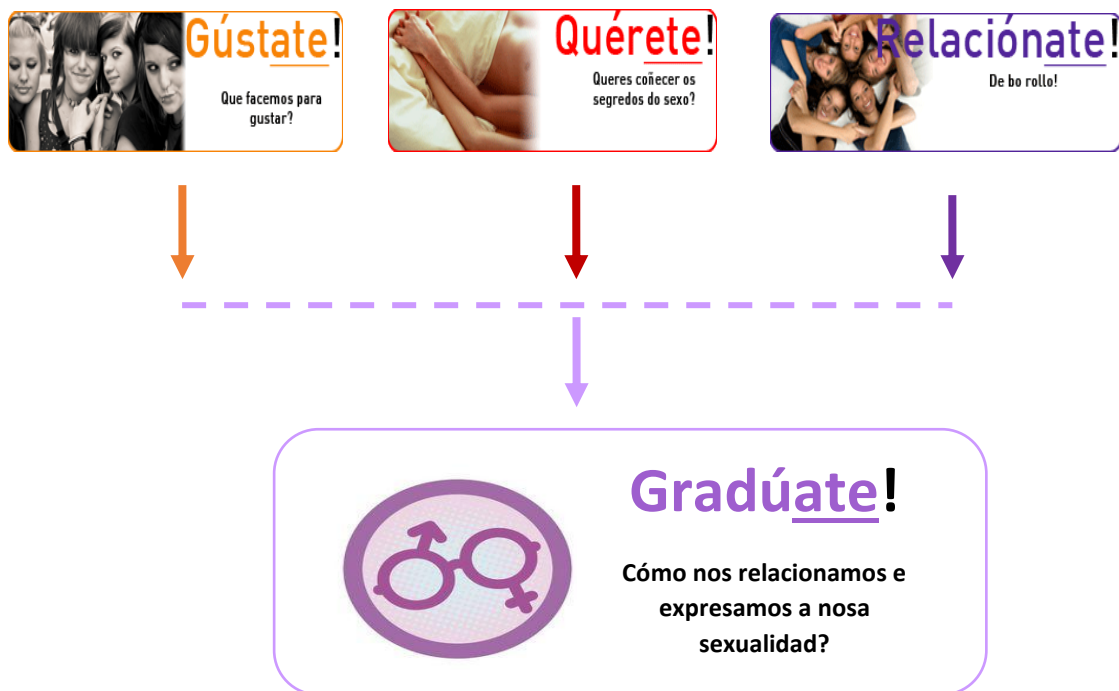 Gústate!
Que facemos para
gustar?
Quérete!
Queres coñecer os
segredos do sexo?
Relaciónate!
De bo rollo!
Gradúate!
Cómo nos relacionamos e
expresamos a nosa
sexualidad?